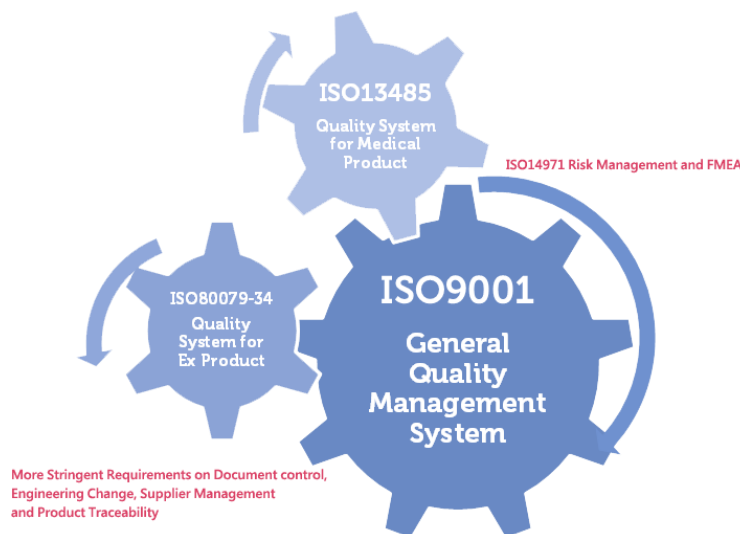 ISO13485
Quality System
for Medical
Product
ISO14971 Risk Management and FMEA
ISO80079-34
Quality
System for
Ex Product
ISO9001
General
Quality
Management
System
More Stringent Requirements on Document control,
Engineering Change, Supplier Management
and Product Traceability